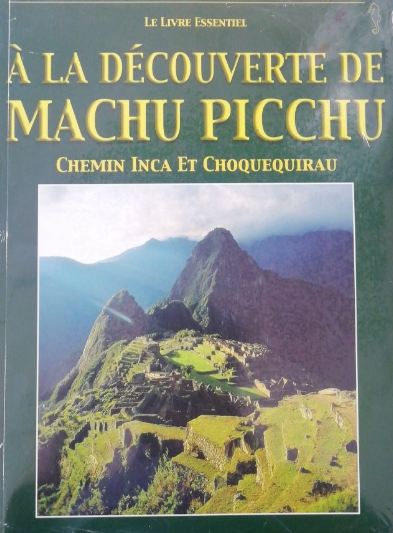 Le Livre Essentiel
À LA DÉCOUVERTE DE
MACHU PICCHU
Chemin Inca Et Choquequirau